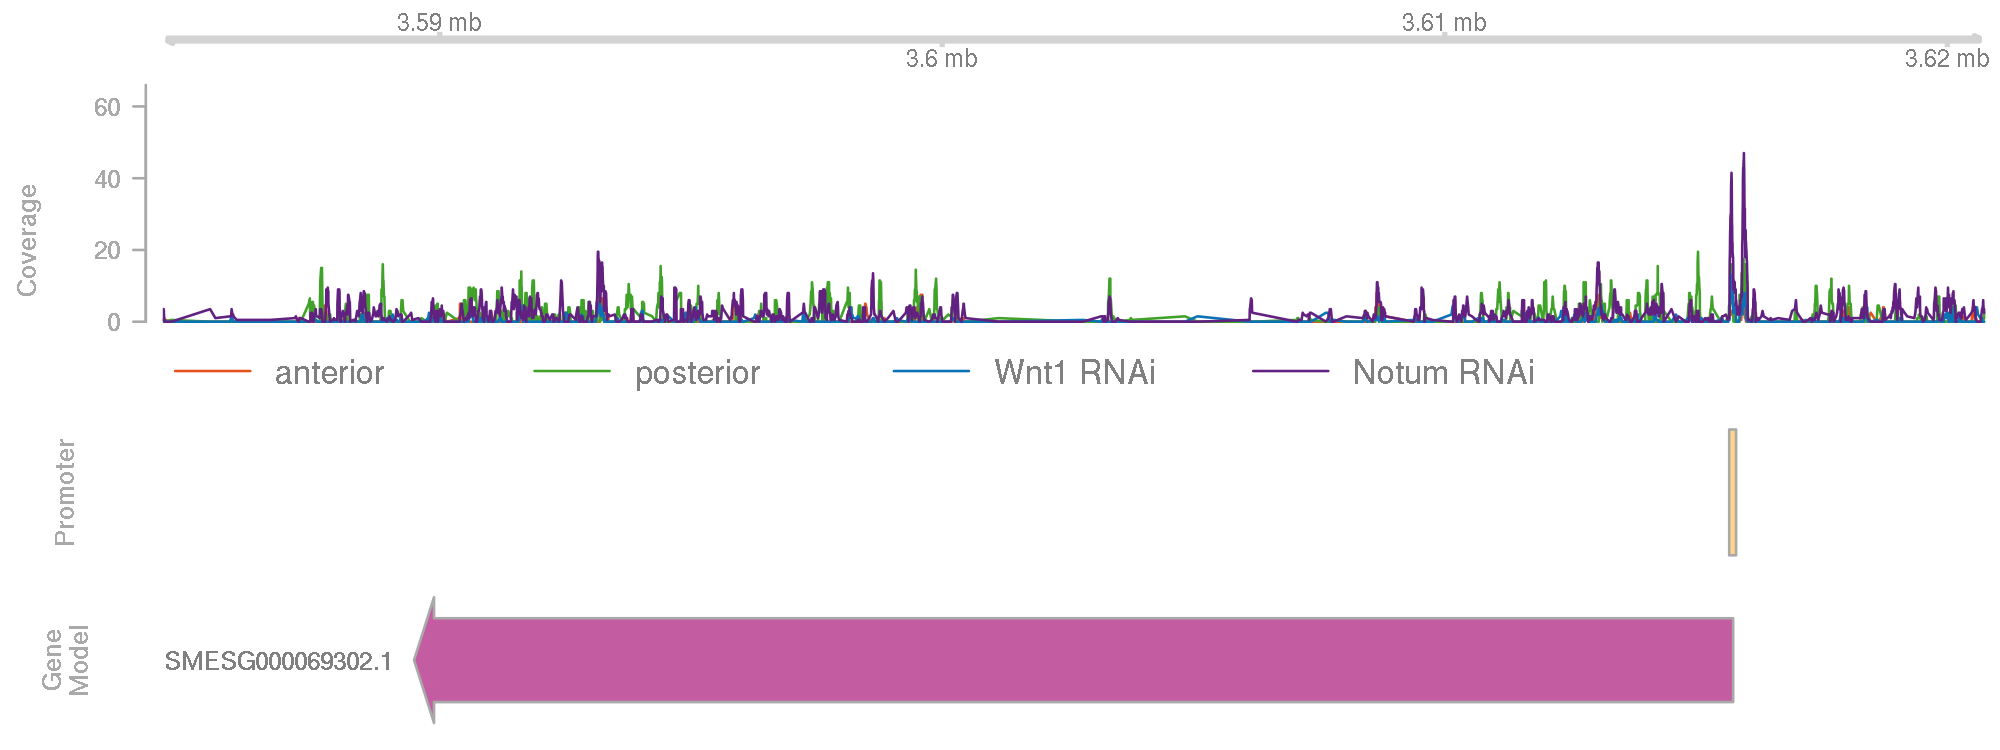 3.59 mb
3.61 mb
3.6 mb
3.62 mb
Coverage
60
40
20
0
anterior
posterior
Wnt1 RNAi
Notum RNAi
Promoter
Gene
Model
SMESG000069302.1